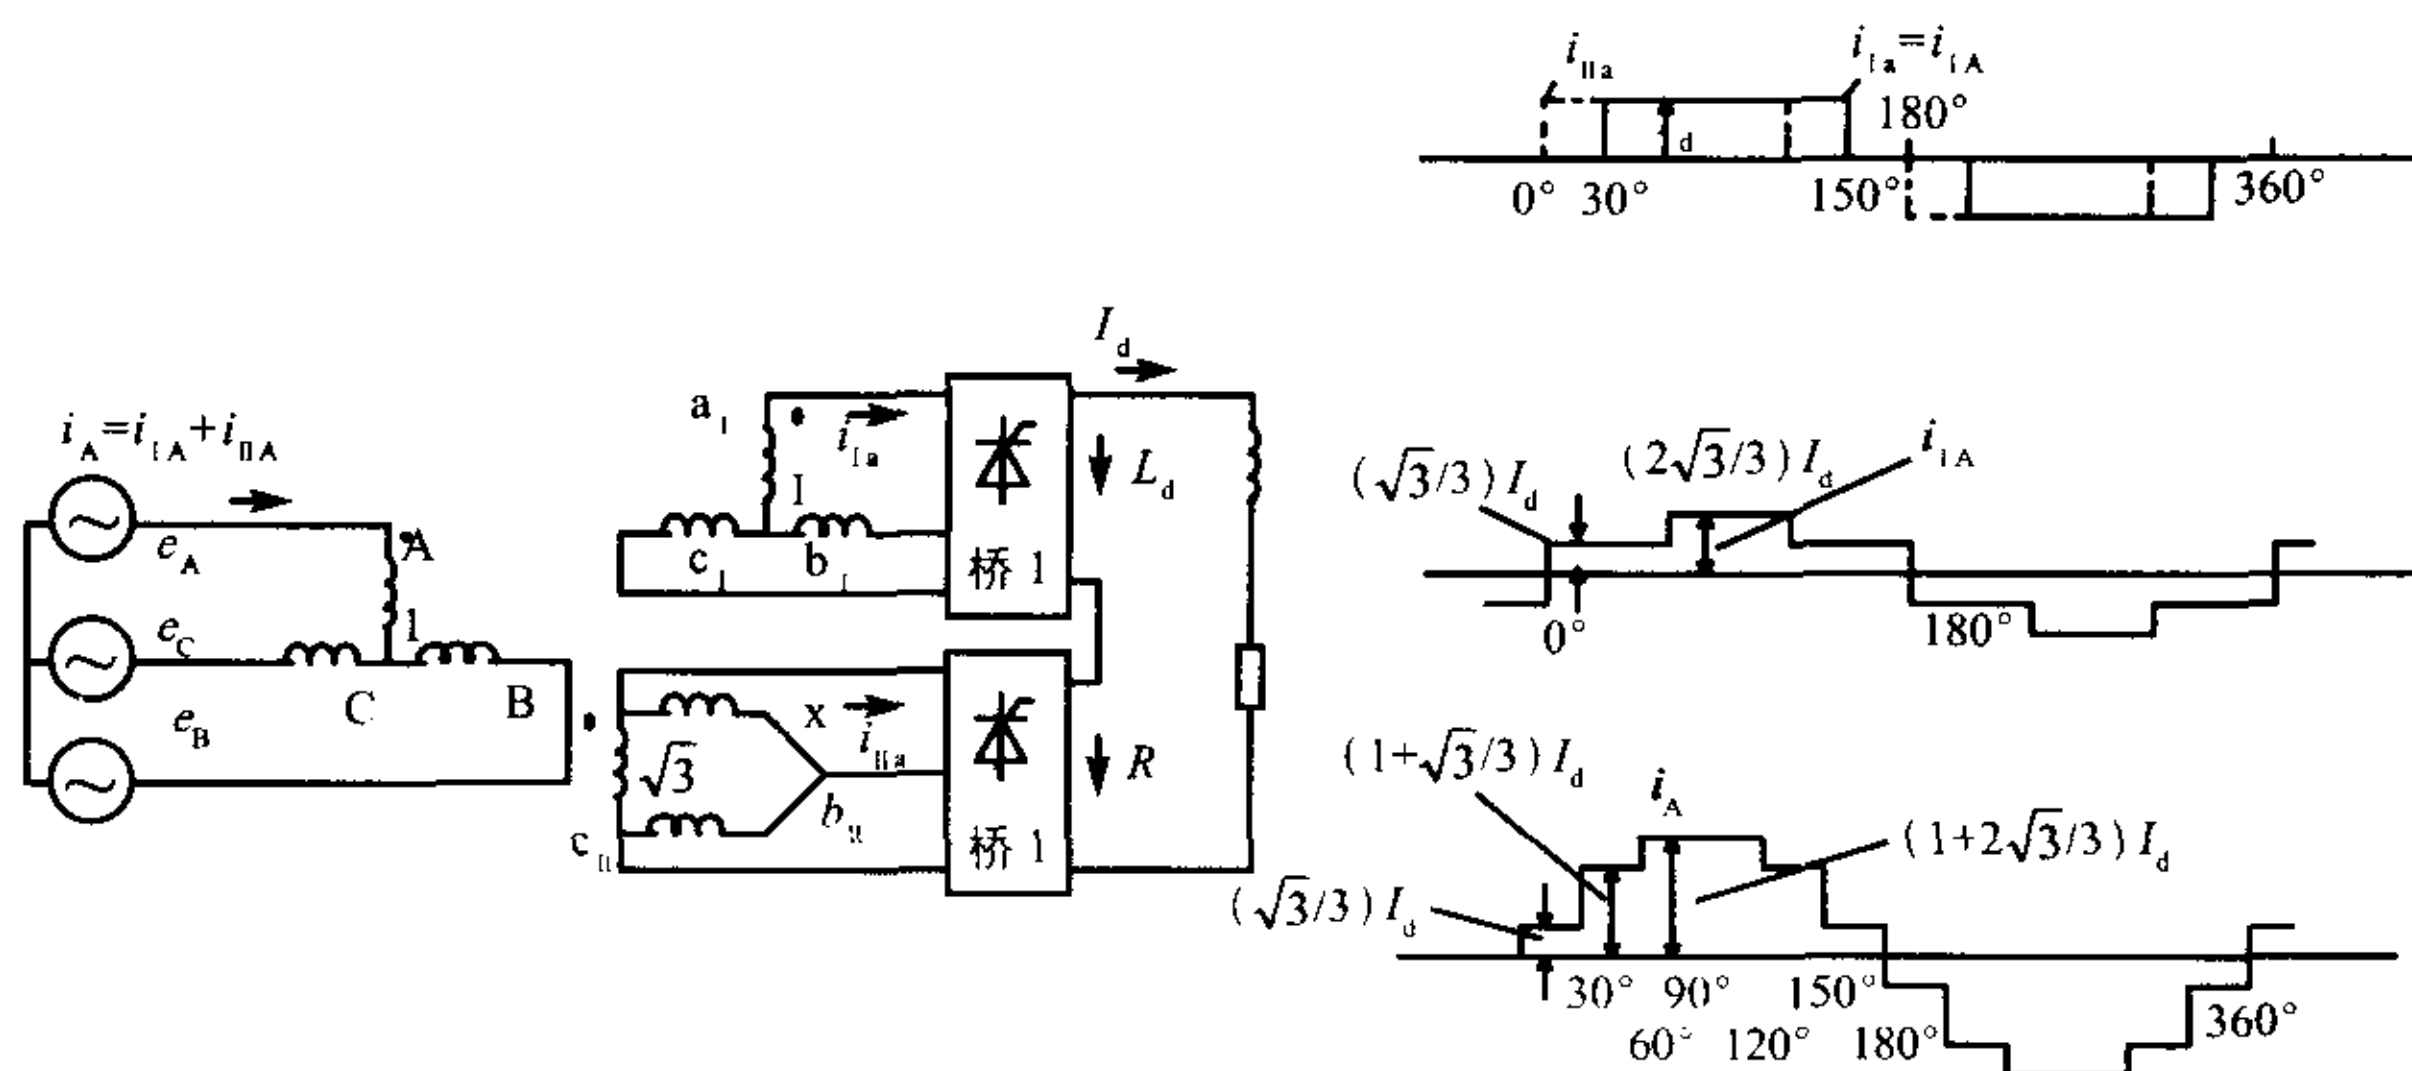 i_A=i_ⅠA+i_ⅡA
e_A
e_C
e_B
A
1
C
B
a_Ⅰ
i_Ⅰa
1
c_Ⅰ
b_Ⅰ
桥 1
I_d
L_d
R
√3
x
i_Ⅱa
b_Ⅱ
c_Ⅱ
桥 1
i_Ⅱa
i_Ⅰa=i_ⅠA
180°
d
0° 30°
150°
360°
(√3/3) I_d
(2√3/3) I_d
i_ⅠA
0°
180°
(1+√3/3) I_d
i_A
(1+2√3/3) I_d
(√3/3) I_d
30° 90° 150°
60° 120° 180°
360°